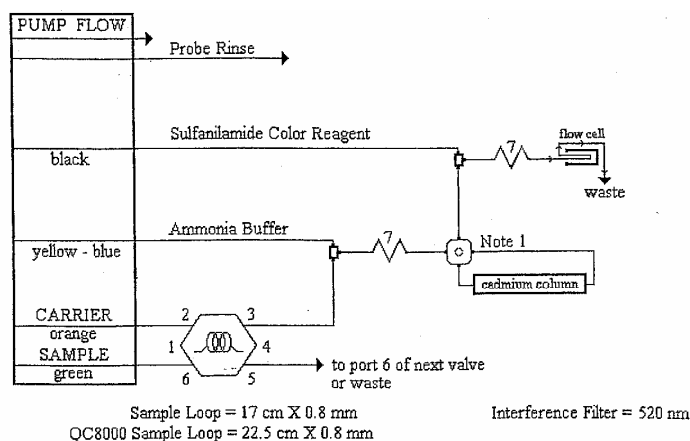 PUMP FLOW
Probe Rinse
Sulfanilamide Color Reagent
black
7
flow cell
waste
Ammonia Buffer
yellow - blue
7
Note 1
cadmium column
CARRIER
orange
SAMPLE
green
2
3
1
4
6
5
to port 6 of next valve
or waste
Sample Loop = 17 cm X 0.8 mm
QC8000 Sample Loop = 22.5 cm X 0.8 mm
Interference Filter = 520 nm